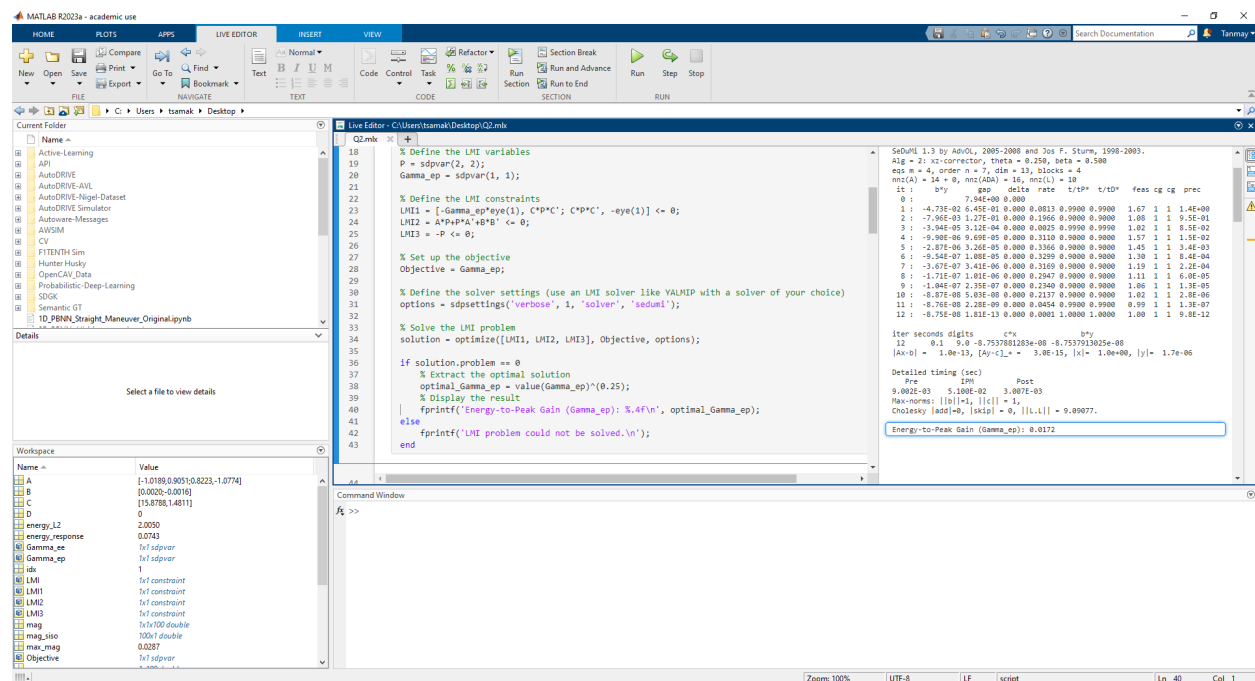 MATLAB R2023a - academic use
HOME PLOTS APPS LIVE EDITOR INSERT VIEW
Search Documentation
Tanmay
New Open Save Compare Print Export
Go To Find Bookmark
Text Aa Normal B I U M
Code Control Task Refactor
Run Section Section Break Run and Advance Run to End
Run Step Stop
FILE NAVIGATE TEXT CODE SECTION RUN
C: Users tsamak Desktop
Current Folder
Name
Active-Learning
API
AutoDRIVE
AutoDRIVE-AVL
AutoDRIVE-Nigel-Dataset
AutoDRIVE Simulator
Autoware-Messages
AWSIM
CV
F1TENTH Sim
Hunter Husky
OpenCAV_Data
Probabilistic-Deep-Learning
SDGK
Semantic GT
1D_PBNN_Straight_Maneuver_Original.ipynb
Details
Select a file to view details
Workspace
Name Value
A [-1.0189,0.9051;0.8223,-1.0774]
B [0.0020;-0.0016]
C [15.8788,1.4811]
D 0
energy_L2 2.0050
energy_response 0.0743
Gamma_ee 1x1 sdpvar
Gamma_ep 1x1 sdpvar
idx 1
LMI 1x1 constraint
LMI1 1x1 constraint
LMI2 1x1 constraint
LMI3 1x1 constraint
mag 1x1x100 double
mag_siso 100x1 double
max_mag 0.0287
Objective 1x1 sdpvar
Live Editor - C:\Users\tsamak\Desktop\Q2.mlx
Q2.mlx
18 % Define the LMI variables
19 P = sdpvar(2, 2);
20 Gamma_ep = sdpvar(1, 1);
21
22 % Define the LMI constraints
23 LMI1 = [-Gamma_ep*eye(1), C*P*C'; C*P*C', -eye(1)] <= 0;
24 LMI2 = A*P+P*A'+B*B' <= 0;
25 LMI3 = -P <= 0;
26
27 % Set up the objective
28 Objective = Gamma_ep;
29
30 % Define the solver settings (use an LMI solver like YALMIP with a solver of your choice)
31 options = sdpsettings('verbose', 1, 'solver', 'sedumi');
32
33 % Solve the LMI problem
34 solution = optimize([LMI1, LMI2, LMI3], Objective, options);
35
36 if solution.problem == 0
37 % Extract the optimal solution
38 optimal_Gamma_ep = value(Gamma_ep)^(0.25);
39 % Display the result
40 fprintf('Energy-to-Peak Gain (Gamma_ep): %.4f\n', optimal_Gamma_ep);
41 else
42 fprintf('LMI problem could not be solved.\n');
43 end
44
SeDuMi 1.3 by AdvOL, 2005-2008 and Jos F. Sturm, 1998-2003.
Alg = 2: xz-corrector, theta = 0.250, beta = 0.500
eqs m = 4, order n = 7, dim = 13, blocks = 4
nnz(A) = 14 + 0, nnz(ADA) = 16, nnz(L) = 10
it : b*y gap delta rate t/tP* t/tD* feas cg cg prec
0 : 7.94E+00 0.000
1 : -4.73E-02 6.45E-01 0.000 0.0813 0.9900 0.9900 1.67 1 1 1.4E+00
2 : -7.96E-03 1.27E-01 0.000 0.1966 0.9000 0.9000 1.08 1 1 9.5E-01
3 : -3.94E-05 3.12E-04 0.000 0.0025 0.9990 0.9990 1.02 1 1 8.5E-02
4 : -9.90E-06 9.69E-05 0.000 0.3110 0.9000 0.9000 1.57 1 1 1.5E-02
5 : -2.87E-06 3.26E-05 0.000 0.3366 0.9000 0.9000 1.45 1 1 3.4E-03
6 : -9.54E-07 1.08E-05 0.000 0.3299 0.9000 0.9000 1.30 1 1 8.4E-04
7 : -3.67E-07 3.41E-06 0.000 0.3169 0.9000 0.9000 1.19 1 1 2.2E-04
8 : -1.71E-07 1.01E-06 0.000 0.2947 0.9000 0.9000 1.11 1 1 6.0E-05
9 : -1.04E-07 2.35E-07 0.000 0.2340 0.9000 0.9000 1.06 1 1 1.3E-05
10 : -8.87E-08 5.03E-08 0.000 0.2137 0.9000 0.9000 1.02 1 1 2.8E-06
11 : -8.76E-08 2.28E-09 0.000 0.0454 0.9900 0.9900 0.99 1 1 1.3E-07
12 : -8.75E-08 1.81E-13 0.000 0.0001 1.0000 1.0000 1.00 1 1 9.8E-12
iter seconds digits c*x b*y
12 0.1 9.0 -8.7537881283e-08 -8.7537913025e-08
|Ax-b| = 1.0e-13, [Ay-c]_+ = 3.0E-15, |x|= 1.0e+00, |y|= 1.7e-06
Detailed timing (sec)
Pre IPM Post
9.002E-03 5.100E-02 3.007E-03
Max-norms: ||b||=1, ||c|| = 1,
Cholesky |add|=0, |skip| = 0, ||L.L|| = 9.09077.
Energy-to-Peak Gain (Gamma_ep): 0.0172
Command Window
fx >>
Zoom: 100% UTF-8 LF script Ln 40 Col 1